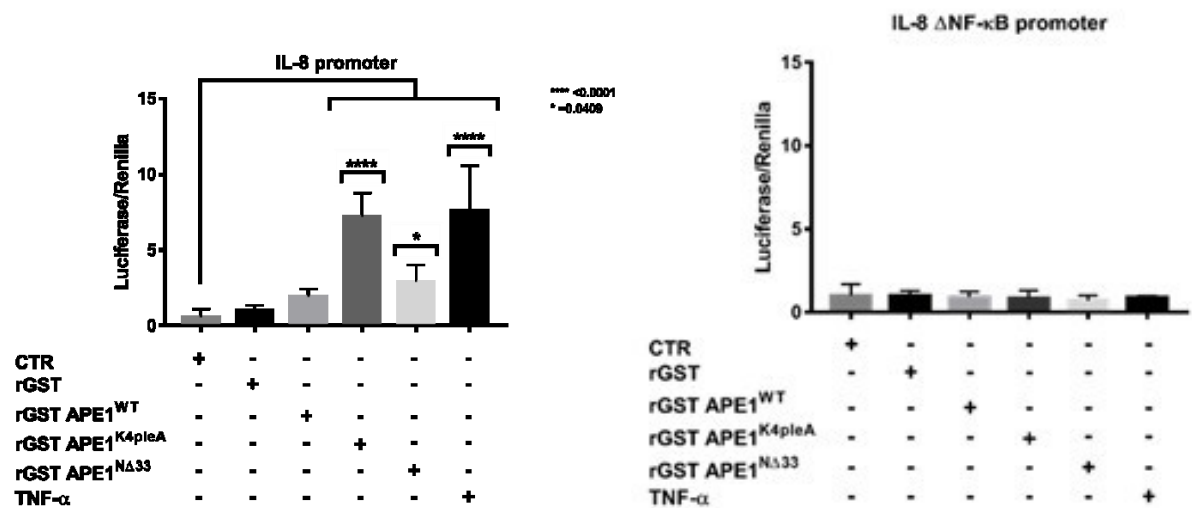 IL-8 promoter
**** <0.0001
* =0.0409
15
10
5
0
Luciferase/Renilla
****
*
****
CTR + - - - - -
rGST - + - - - -
rGST APE1WT - - + - - -
rGST APE1K4pleA - - - + - -
rGST APE1NΔ33 - - - - + -
TNF-α - - - - - +
IL-8 ΔNF-κB promoter
15
10
5
0
Luciferase/Renilla
CTR + - - - - -
rGST - + - - - -
rGST APE1WT - - + - - -
rGST APE1K4pleA - - - + - -
rGST APE1NΔ33 - - - - + -
TNF-α - - - - - +